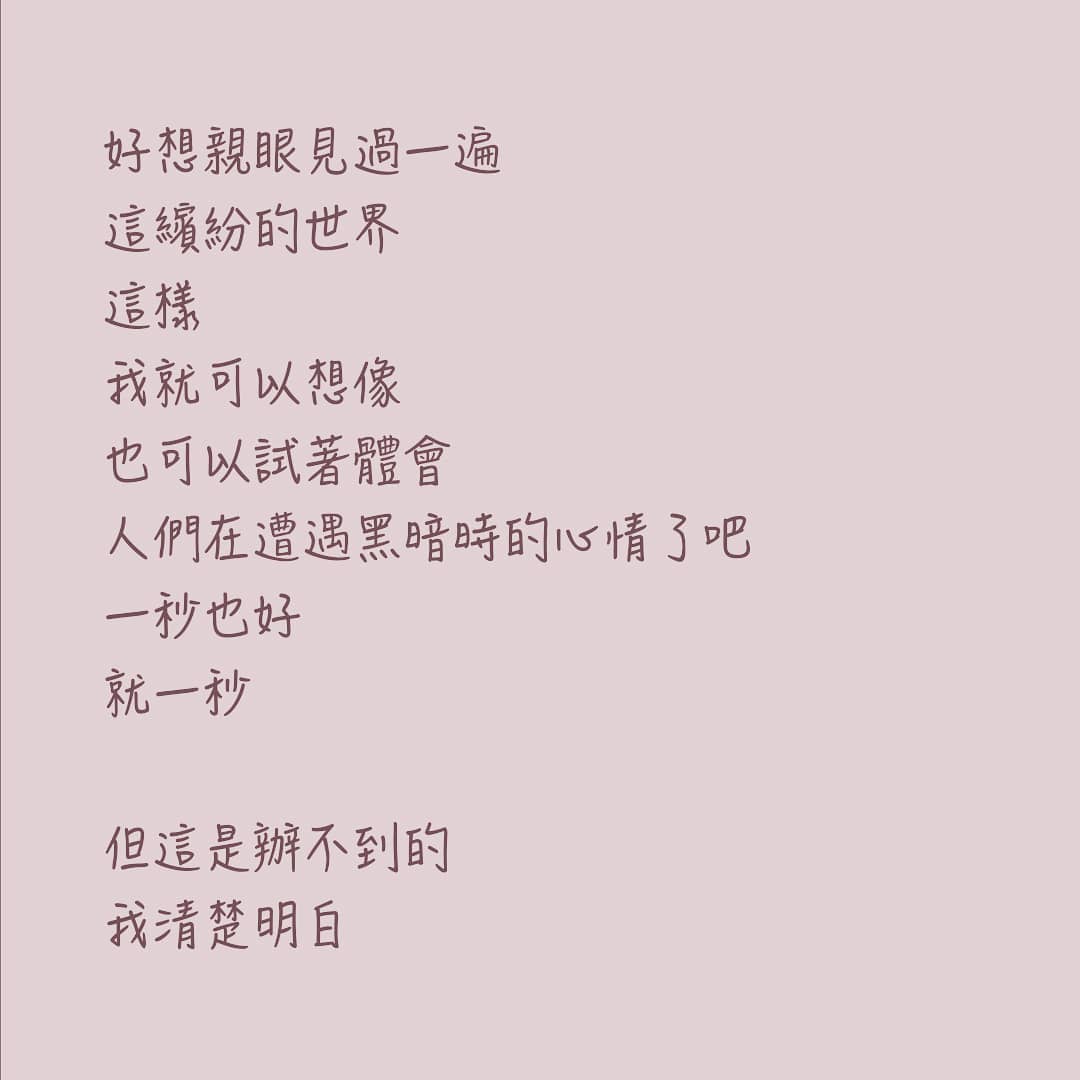 好想親眼見過一遍
這繽紛的世界
這樣
我就可以想像
也可以試著體會
人們在遭遇黑暗時的心情了吧
一秒也好
就一秒
但這是辦不到的
我清楚明白